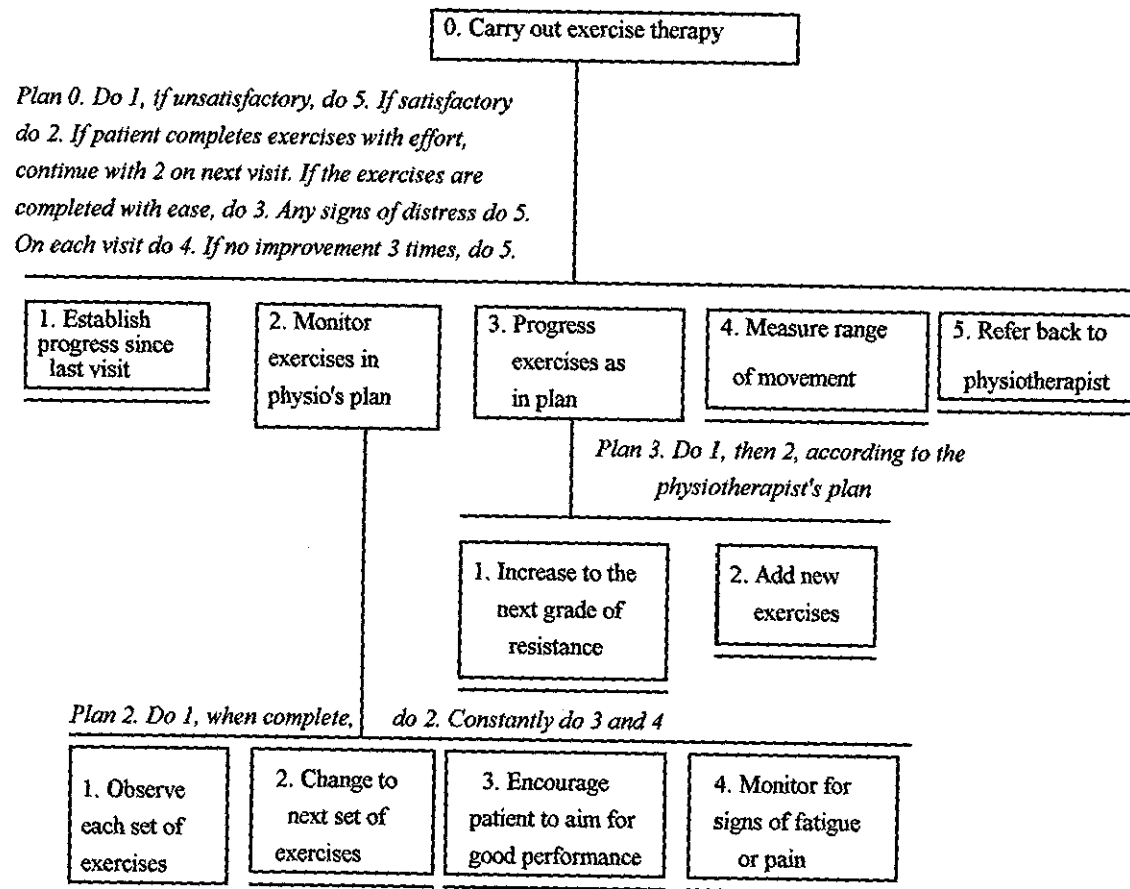 0. Carry out exercise therapy
Plan 0. Do 1, if unsatisfactory, do 5. If satisfactory
do 2. If patient completes exercises with effort,
continue with 2 on next visit. If the exercises are
completed with ease, do 3. Any signs of distress do 5.
On each visit do 4. If no improvement 3 times, do 5.
1. Establish
progress since
last visit
2. Monitor
exercises in
physio's plan
3. Progress
exercises as
in plan
4. Measure range
of movement
5. Refer back to
physiotherapist
Plan 3. Do 1, then 2, according to the
physiotherapist's plan
1. Increase to the
next grade of
resistance
2. Add new
exercises
Plan 2. Do 1, when complete, do 2. Constantly do 3 and 4
1. Observe
each set of
exercises
2. Change to
next set of
exercises
3. Encourage
patient to aim for
good performance
4. Monitor for
signs of fatigue
or pain